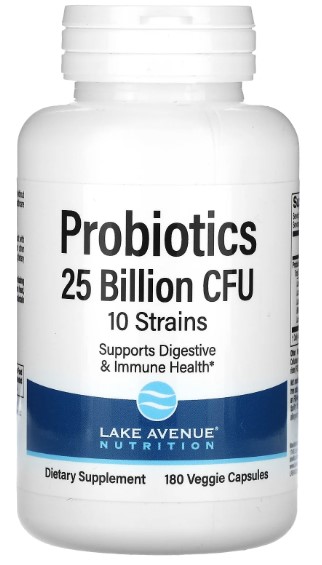 Probiotics
25 Billion CFU
10 Strains
Supports Digestive
& Immune Health*
LAKE AVENUE®
NUTRITION
Dietary Supplement 180 Veggie Capsules